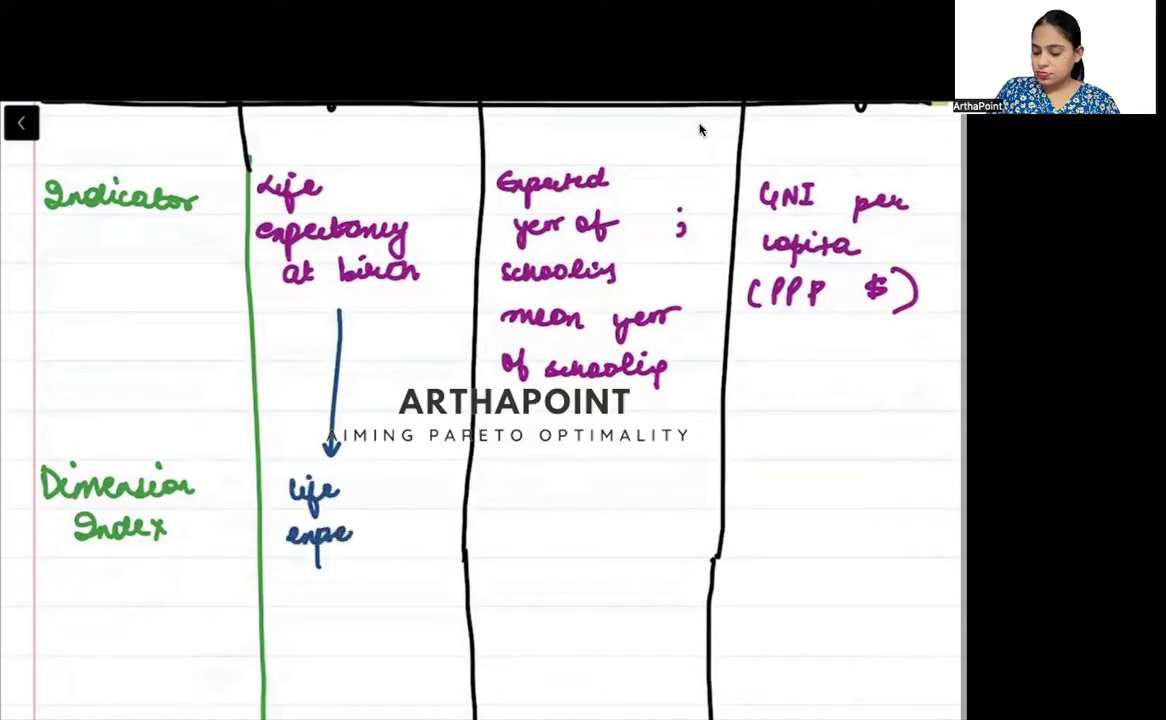 ArthaPoint
Indicator
Life
expectancy
at birth
Expected
year of ;
schooling
mean year
of schooling
GNI per
capita
(PPP $)
ARTHAPOINT
AIMING PARETO OPTIMALITY
Dimension
Index
life
expe